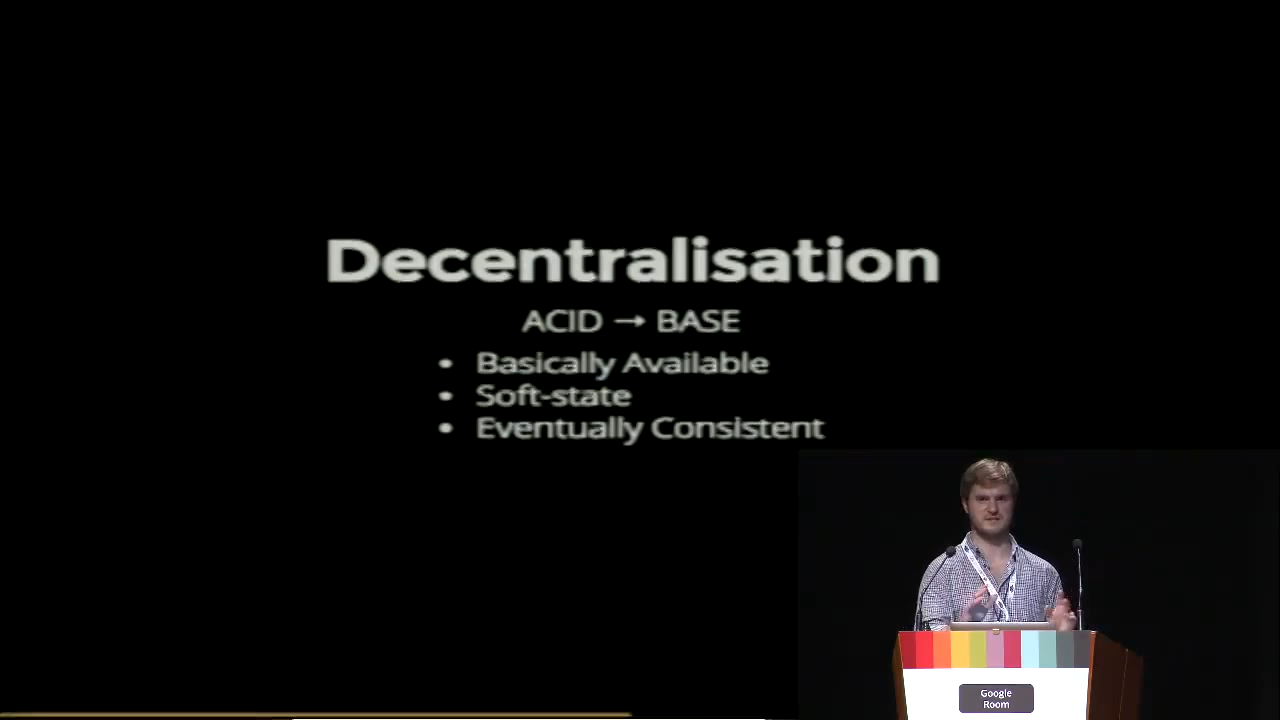 Decentralisation
ACID → BASE
• Basically Available
• Soft-state
• Eventually Consistent
Google
Room